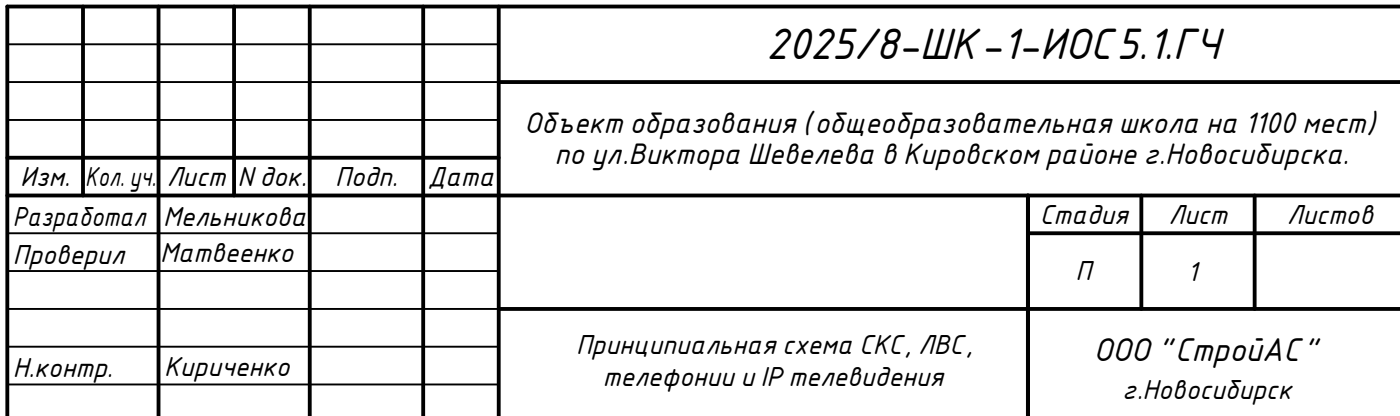 2025/8-ШК-1-ИОС5.1.ГЧ
Объект образования (общеобразовательная школа на 1100 мест)
по ул.Виктора Шевелева в Кировском районе г.Новосибирска.
Изм. Кол. уч. Лист N док. Подп. Дата
Разработал Мельникова
Проверил Матвеенко
Н.контр. Кириченко
Стадия Лист Листов
П 1
Принципиальная схема СКС, ЛВС,
телефонии и IP телевидения
ООО "СтройАС"
г.Новосибирск